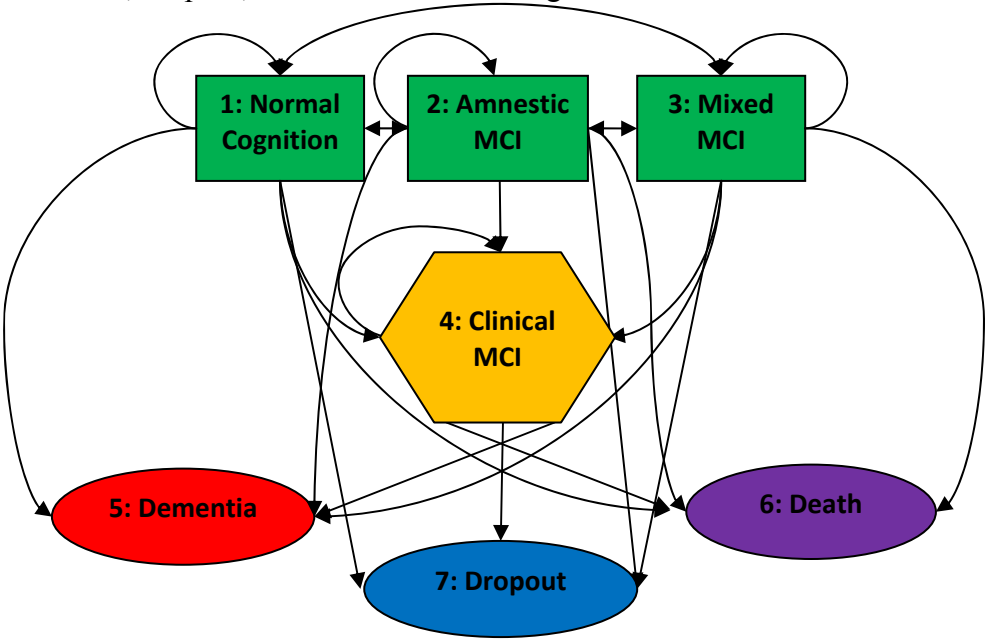 1: Normal
Cognition
2: Amnestic
MCI
3: Mixed
MCI
4: Clinical
MCI
5: Dementia
6: Death
7: Dropout